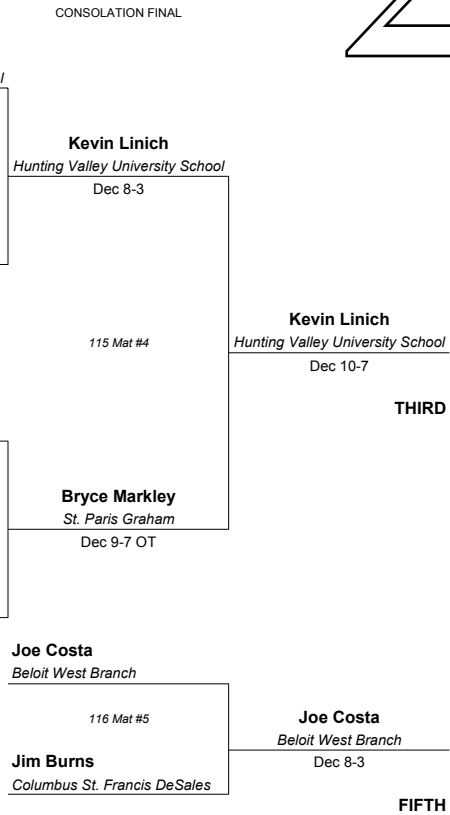 CONSOLATION FINAL
l
Kevin Linich
Hunting Valley University School
Dec 8-3
115 Mat #4
Kevin Linich
Hunting Valley University School
Dec 10-7
THIRD
Bryce Markley
St. Paris Graham
Dec 9-7 OT
Joe Costa
Beloit West Branch
116 Mat #5
Joe Costa
Beloit West Branch
Dec 8-3
Jim Burns
Columbus St. Francis DeSales
FIFTH